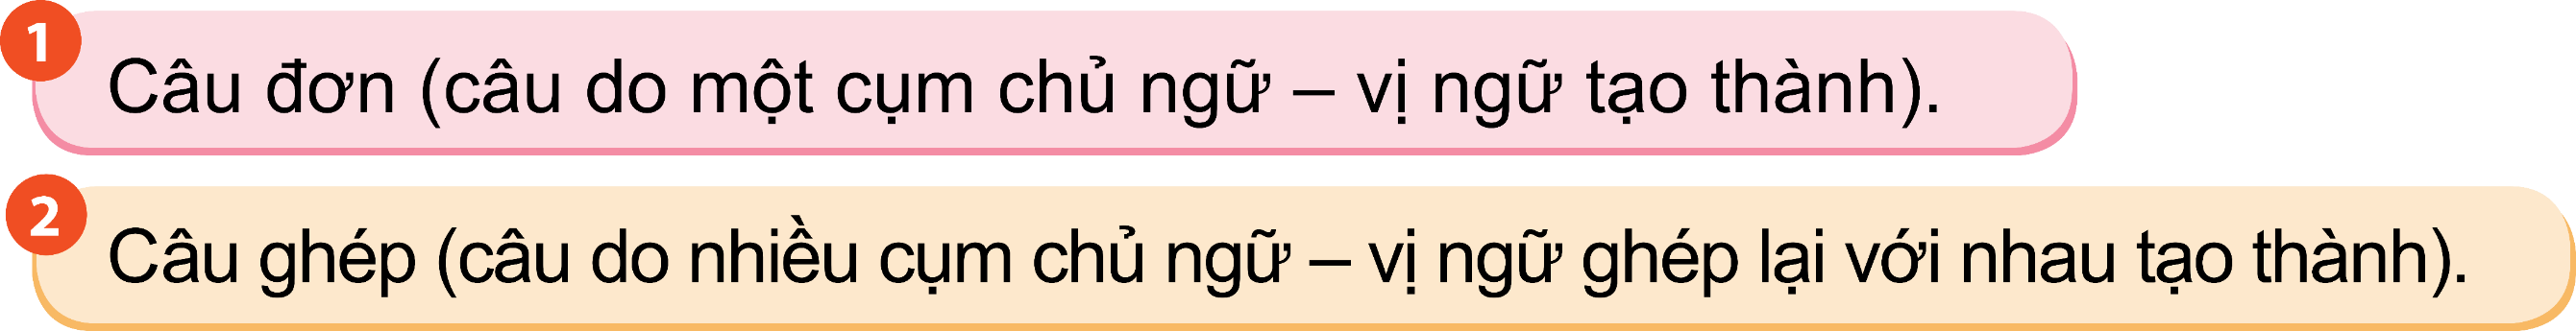 1 Câu đơn (câu do một cụm chủ ngữ – vị ngữ tạo thành).
2 Câu ghép (câu do nhiều cụm chủ ngữ – vị ngữ ghép lại với nhau tạo thành).